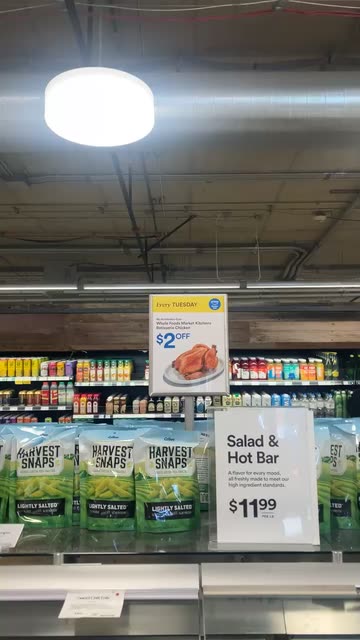 Every TUESDAY
Whole Foods Market Kitchens
Rotisserie Chicken
$2 OFF
HARVEST
SNAPS
LIGHTLY SALTED
HARVEST
SNAPS
LIGHTLY SALTED
HARVEST
SNAPS
LIGHTLY SALTED
Salad &
Hot Bar
A flavor for every mood,
all freshly made to meet our
high ingredient standards.
$11.99
PER LB